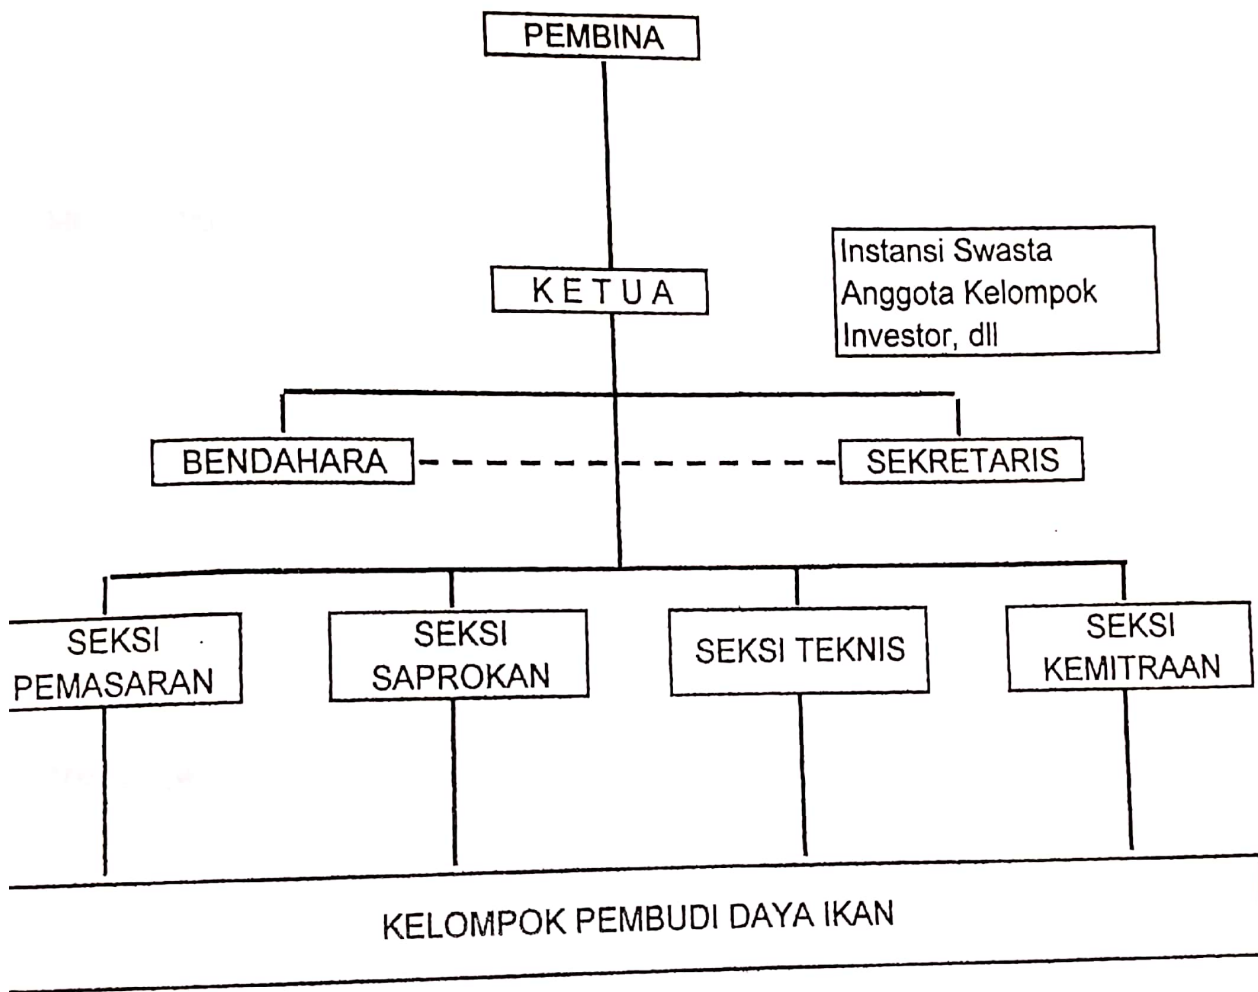 PEMBINA
K E T U A
Instansi Swasta
Anggota Kelompok
Investor, dll
BENDAHARA
SEKRETARIS
SEKSI
PEMASARAN
SEKSI
SAPROKAN
SEKSI TEKNIS
SEKSI
KEMITRAAN
KELOMPOK PEMBUDI DAYA IKAN